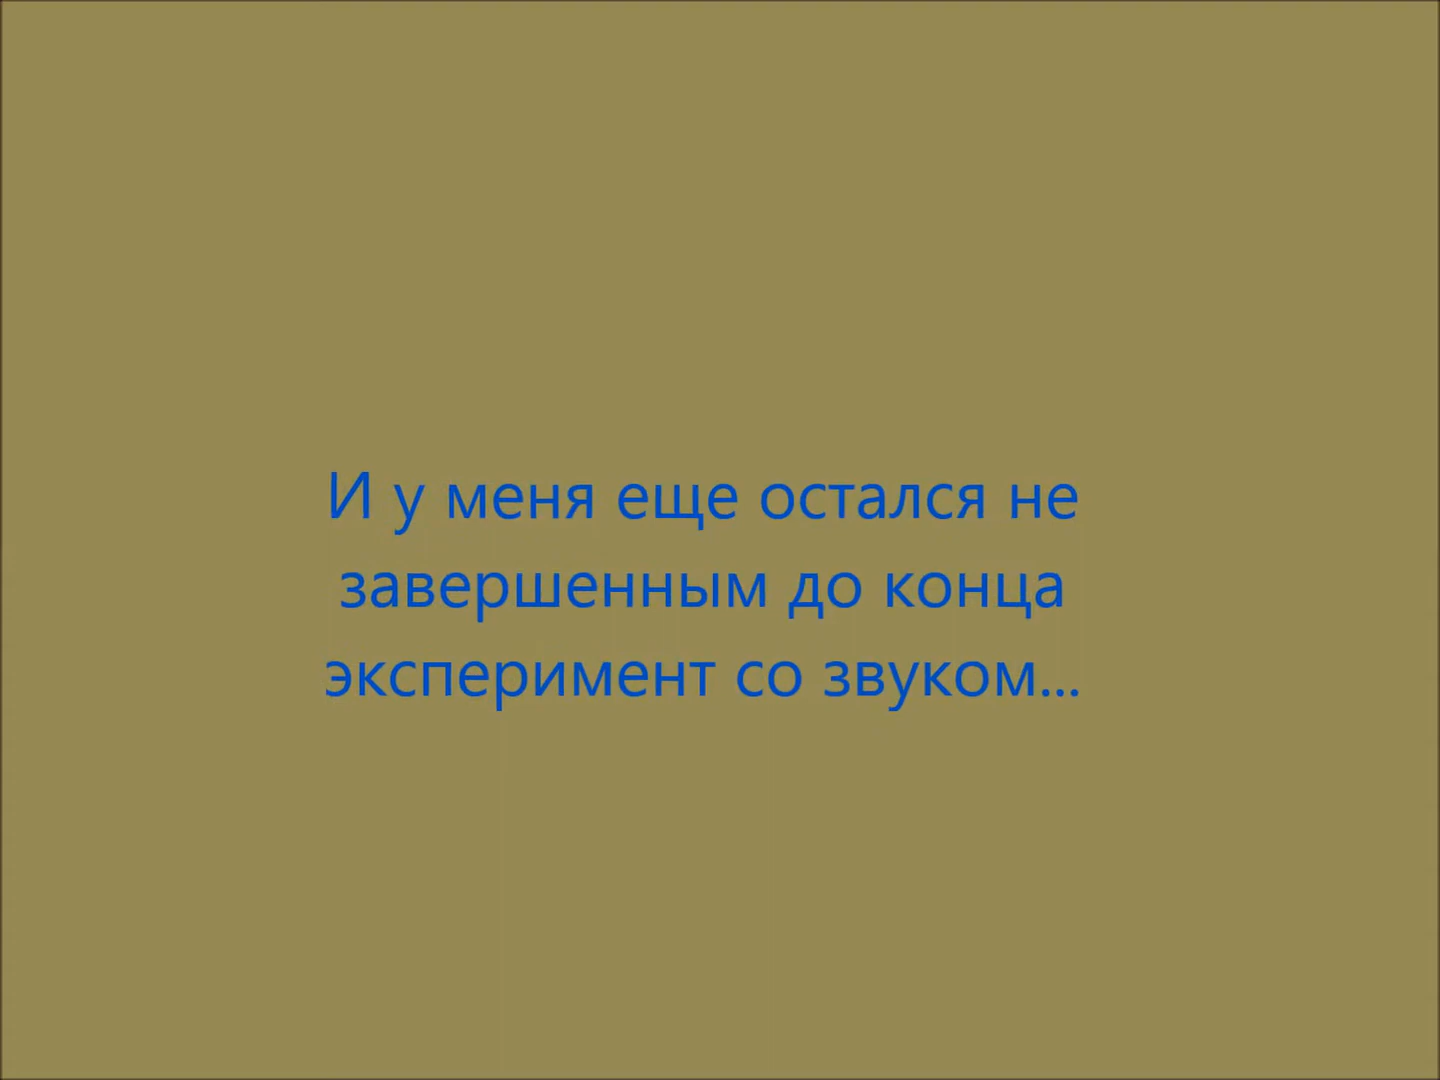 И у меня еще остался не
завершенным до конца
эксперимент со звуком...